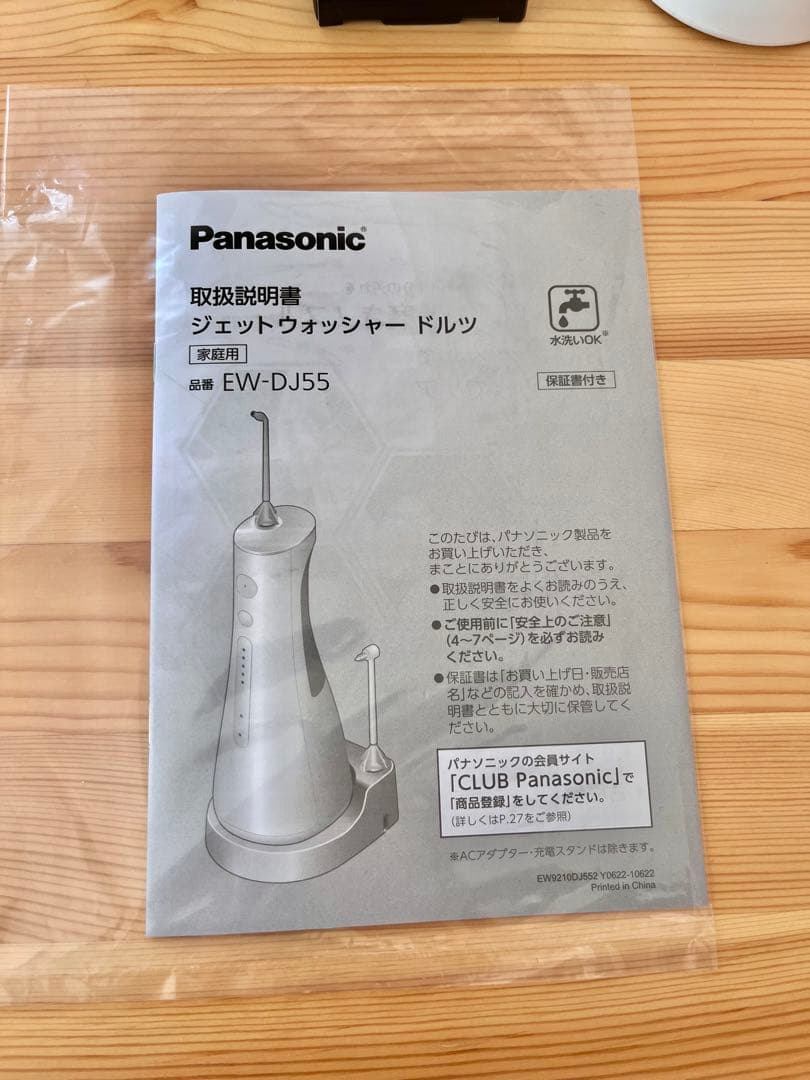 Panasonic®
取扱説明書
ジェットウォッシャー ドルツ
家庭用
品番 EW-DJ55
水洗いOK※
保証書付き
このたびは、パナソニック製品を
お買い上げいただき、
まことにありがとうございます。
●取扱説明書をよくお読みのうえ、
正しく安全にお使いください。
●ご使用前に「安全上のご注意」
(4〜7ページ)を必ずお読み
ください。
●保証書は「お買い上げ日・販売店
名」などの記入を確かめ、取扱説
明書とともに大切に保管してく
ださい。
パナソニックの会員サイト
「CLUB Panasonic」で
「商品登録」をしてください。
(詳しくはP.27をご参照)
※ACアダプター・充電スタンドは除きます。
EW9210DJ552 Y0622-10622
Printed in China